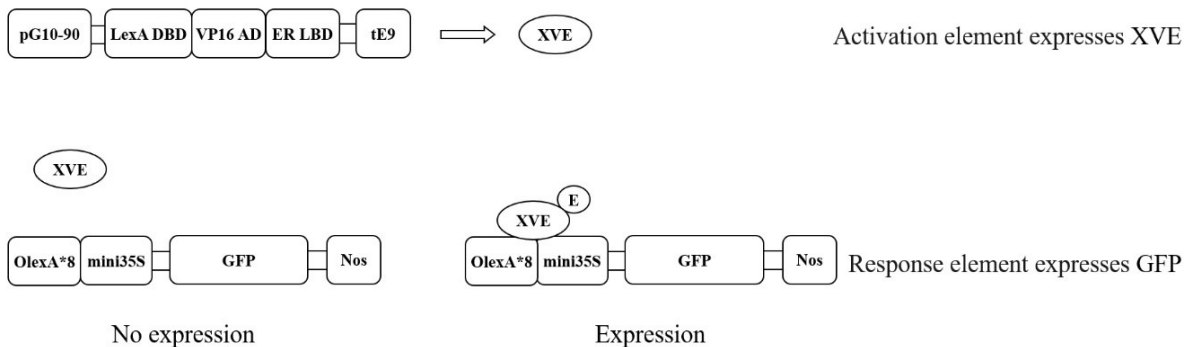 pG10-90 LexA DBD VP16 AD ER LBD tE9 XVE Activation element expresses XVE
XVE
E
XVE
OlexA*8 mini35S GFP Nos OlexA*8 mini35S GFP Nos Response element expresses GFP
No expression Expression